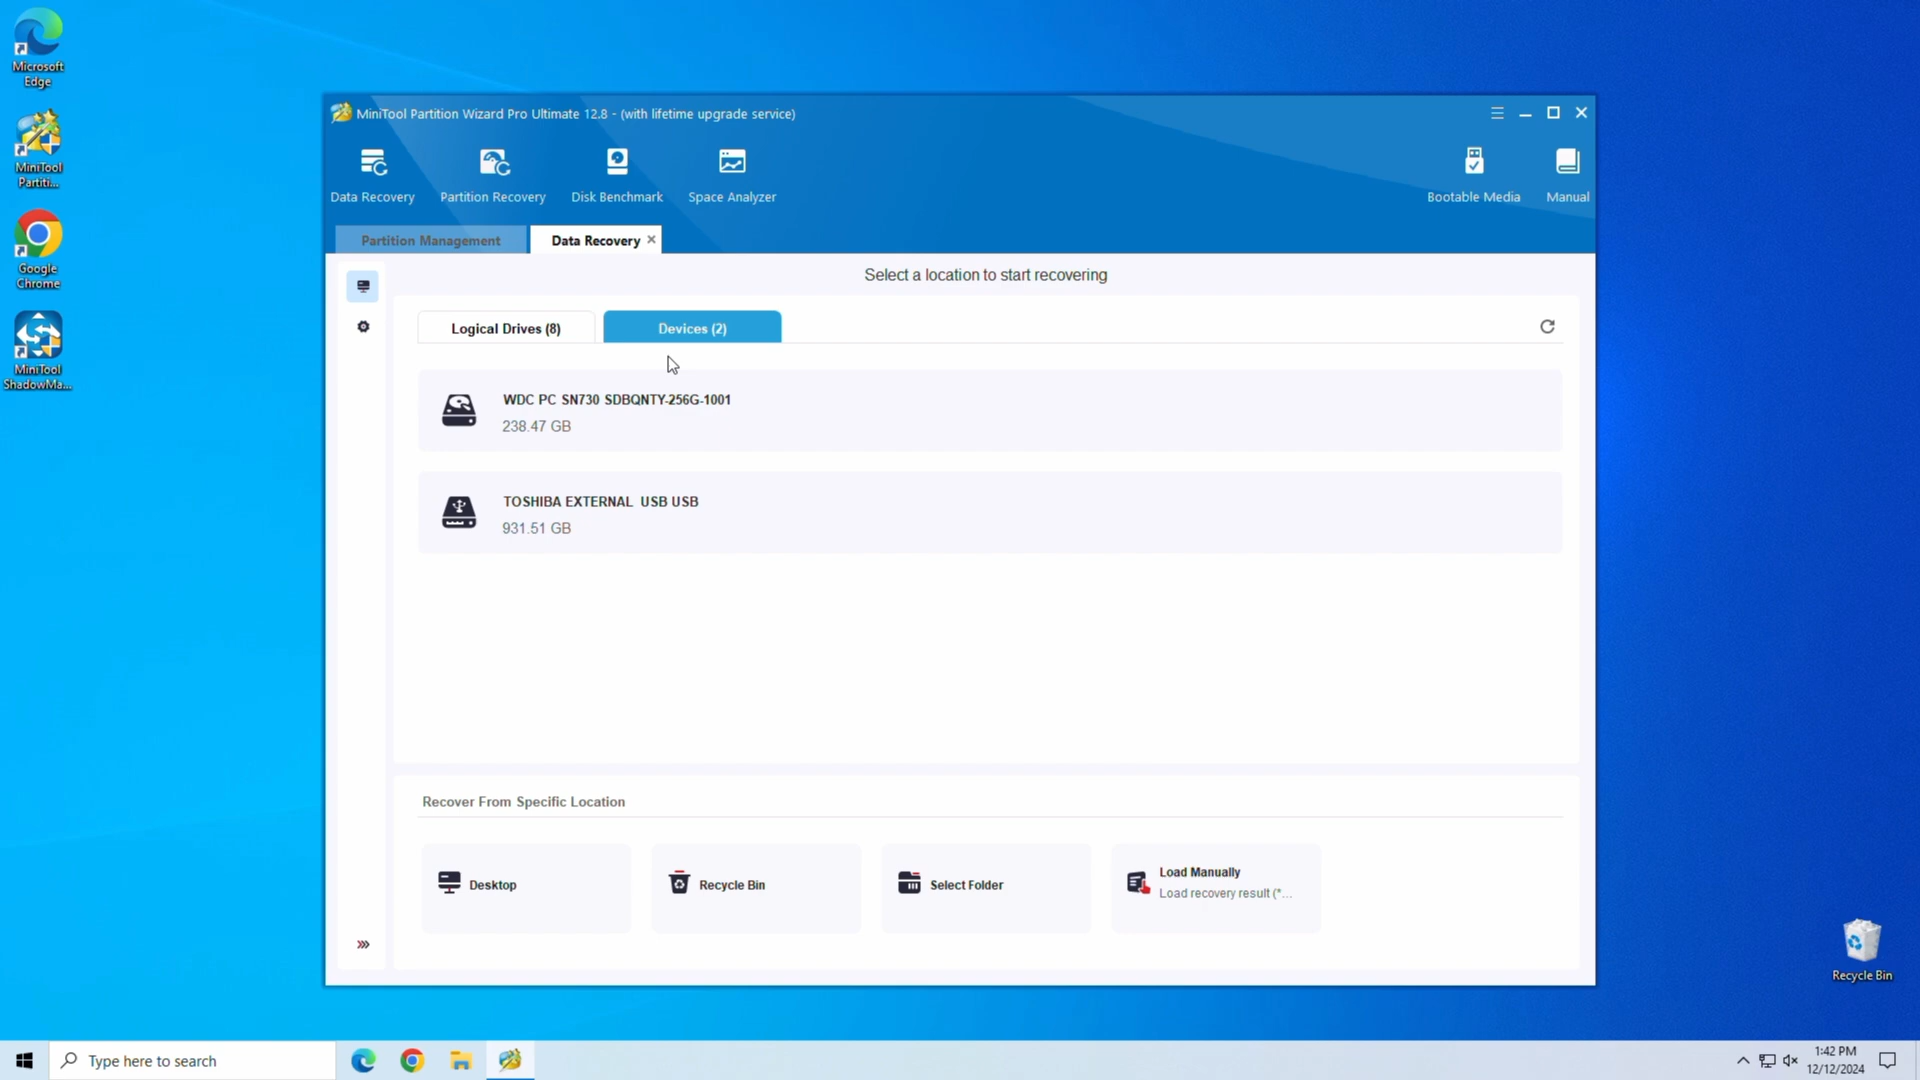 Microsoft
Edge
MiniTool
Partiti...
Google
Chrome
MiniTool
ShadowMa...
MiniTool Partition Wizard Pro Ultimate 12.8 - (with lifetime upgrade service)
Data Recovery
Partition Recovery
Disk Benchmark
Space Analyzer
Bootable Media
Manual
Partition Management
Data Recovery
Select a location to start recovering
Logical Drives (8)
Devices (2)
WDC PC SN730 SDBQNTY-256G-1001
238.47 GB
TOSHIBA EXTERNAL USB USB
931.51 GB
Recover From Specific Location
Desktop
Recycle Bin
Select Folder
Load Manually
Load recovery result (*...
Recycle Bin
Type here to search
1:42 PM
12/12/2024